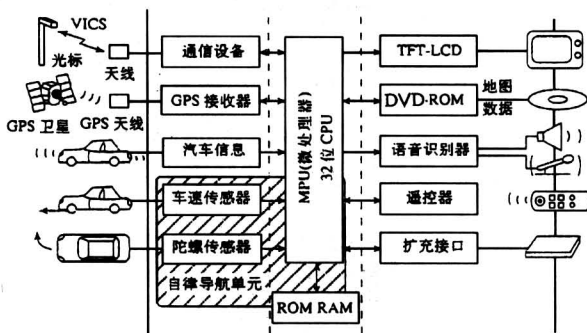 VICS
光标
天线
通信设备
TFT-LCD
GPS 卫星
GPS 天线
GPS 接收器
DVD-ROM
地图
数据
汽车信息
MPU(微处理器)
32 位 CPU
语音识别器
车速传感器
遥控器
陀螺传感器
扩充接口
自律导航单元
ROM RAM